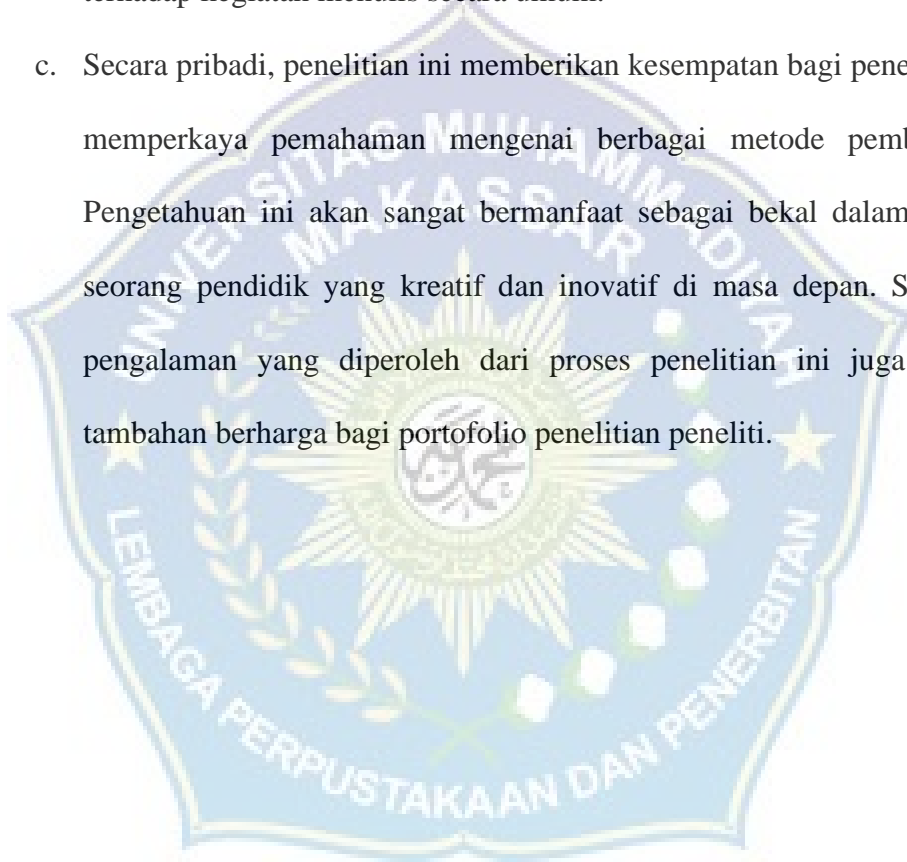 terhadap kegiatan menulis secara umum.
c. Secara pribadi, penelitian ini memberikan kesempatan bagi
memperkaya pemahaman mengenai berbagai metode
Pengetahuan ini akan sangat bermanfaat sebagai bekal dalam
seorang pendidik yang kreatif dan inovatif di masa depan.
pengalaman yang diperoleh dari proses penelitian ini juga
tambahan berharga bagi portofolio penelitian peneliti.
UNIVERSITAS MUHAMMADIYAH
MAKASSAR
LEMBAGA PERPUSTAKAAN DAN PENERBITAN